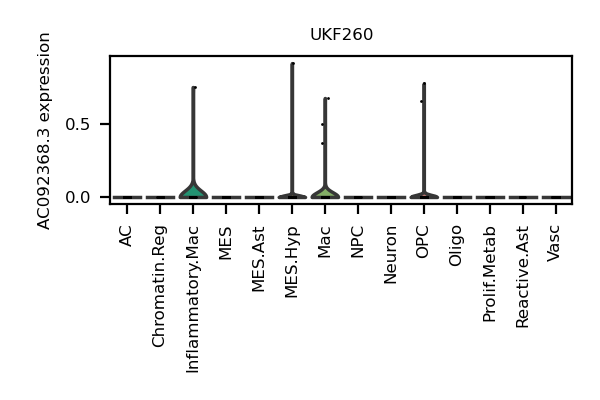 UKF260
AC092368.3 expression
0.5
0.0
AC
Chromatin.Reg
Inflammatory.Mac
MES
MES.Ast
MES.Hyp
Mac
NPC
Neuron
OPC
Oligo
Prolif.Metab
Reactive.Ast
Vasc